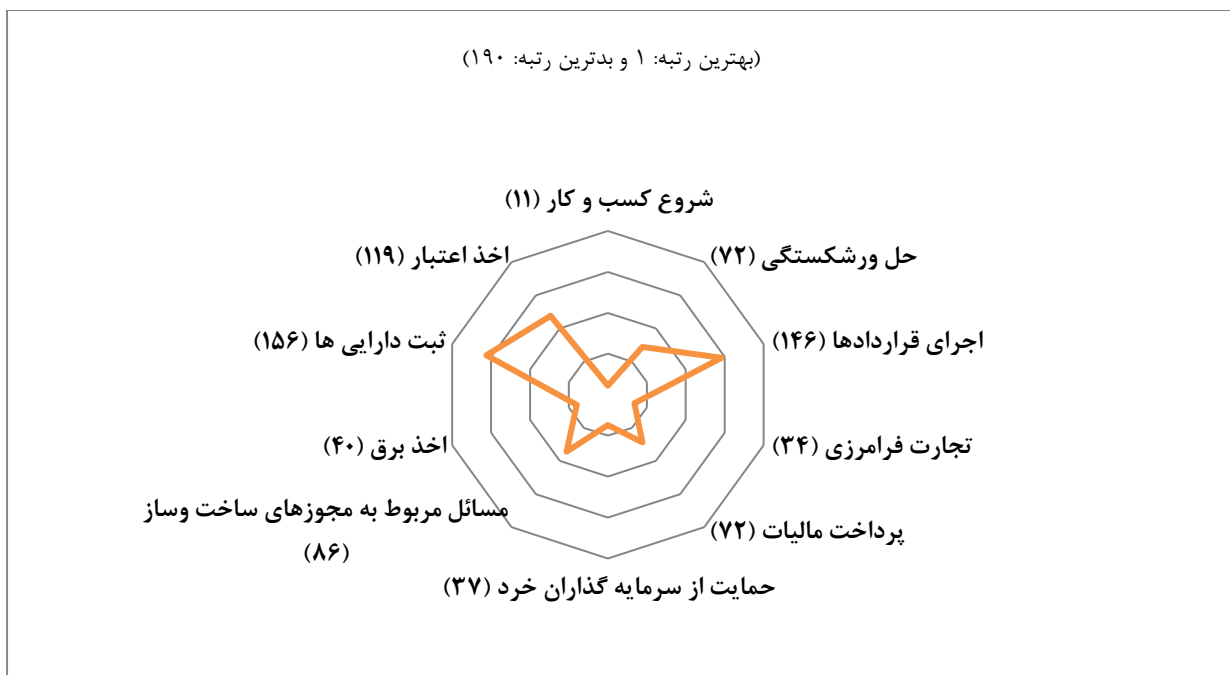 (بهترین رتبه: ۱ و بدترین رتبه: ۱۹۰)
شروع کسب و کار (۱۱)
حل ورشکستگی (۷۲)
اخذ اعتبار (۱۱۹)
اجرای قراردادها (۱۴۶)
ثبت دارایی ها (۱۵۶)
تجارت فرامرزی (۳۴)
اخذ برق (۴۰)
مسائل مربوط به مجوزهای ساخت وساز
(۸۶)
پرداخت مالیات (۷۲)
حمایت از سرمایه گذاران خرد (۳۷)